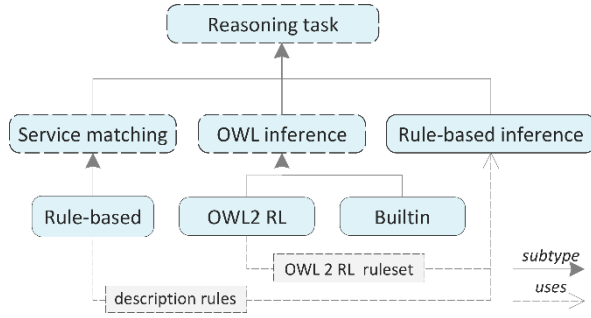 Reasoning task
Service matching
OWL inference
Rule-based inference
Rule-based
OWL2 RL
Builtin
OWL 2 RL ruleset
subtype
description rules
uses